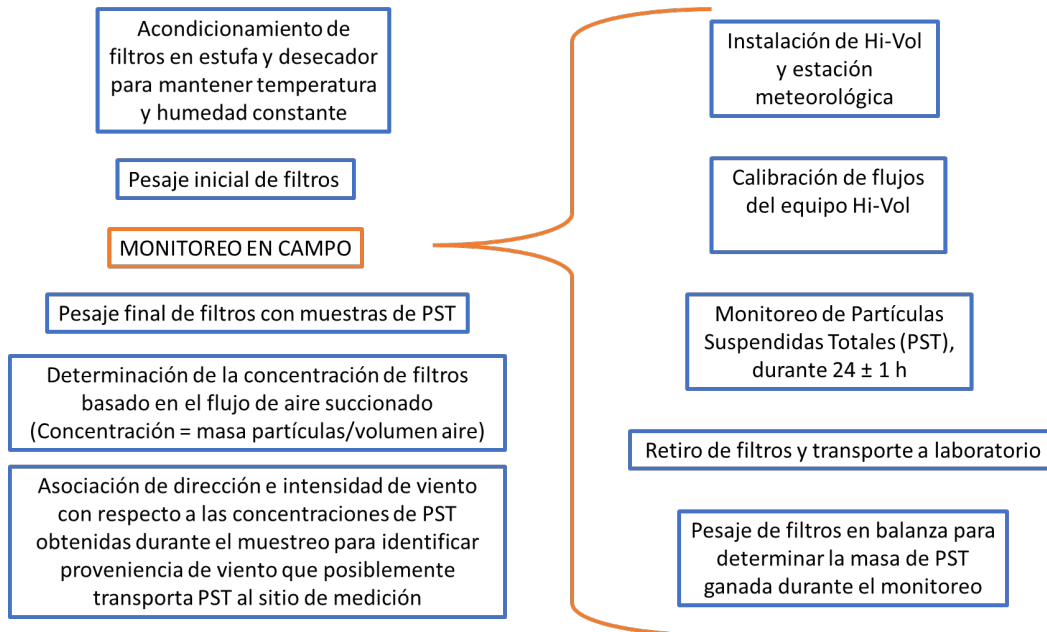 Acondicionamiento de
filtros en estufa y desecador
para mantener temperatura
y humedad constante
Pesaje inicial de filtros
MONITOREO EN CAMPO
Pesaje final de filtros con muestras de PST
Determinación de la concentración de filtros
basado en el flujo de aire succionado
(Concentración = masa partículas/volumen aire)
Asociación de dirección e intensidad de viento
con respecto a las concentraciones de PST
obtenidas durante el muestreo para identificar
proveniencia de viento que posiblemente
transporta PST al sitio de medición
Instalación de Hi-Vol
y estación
meteorológica
Calibración de flujos
del equipo Hi-Vol
Monitoreo de Partículas
Suspendidas Totales (PST),
durante 24 ± 1 h
Retiro de filtros y transporte a laboratorio
Pesaje de filtros en balanza para
determinar la masa de PST
ganada durante el monitoreo